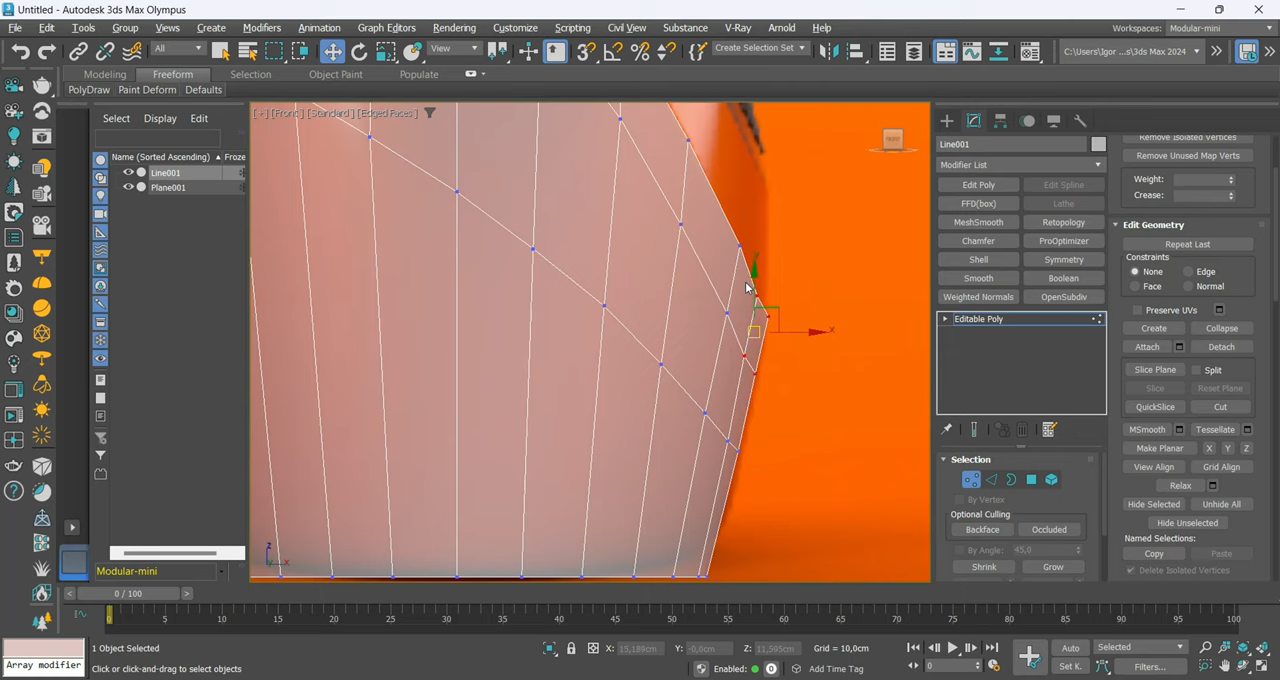 Untitled - Autodesk 3ds Max Olympus
File Edit Tools Group Views Create Modifiers Animation Graph Editors Rendering Customize Scripting Civil View Substance V-Ray Arnold Help
Workspaces: Modular-mini
All View Create Selection Set C:\Users\Igor ...s\3ds Max 2024
Modeling Freeform Selection Object Paint Populate
PolyDraw Paint Deform Defaults
[+] [Front] [Standard] [Edged Faces]
Select Display Edit
Name (Sorted Ascending) Froze
Line001
Plane001
Line001
Modifier List
Edit Poly Edit Spline
FFD(box) Lathe
MeshSmooth Retopology
Chamfer ProOptimizer
Shell Symmetry
Smooth Boolean
Weighted Normals OpenSubdiv
Editable Poly
Selection
By Vertex
Optional Culling
Backface Occluded
By Angle: 45,0
Shrink Grow
Remove Isolated Vertices
Remove Unused Map Verts
Weight:
Crease:
Edit Geometry
Repeat Last
Constraints
None Edge
Face Normal
Preserve UVs
Create Collapse
Attach Detach
Slice Plane Split
Slice Reset Plane
QuickSlice Cut
MSmooth Tessellate
Make Planar X Y Z
View Align Grid Align
Relax
Hide Selected Unhide All
Hide Unselected
Named Selections:
Copy Paste
Delete Isolated Vertices
Modular-mini
0 / 100
0 5 10 15 20 25 30 35 40 45 50 55 60 65 70 75 80 85 90 95 100
1 Object Selected
Click or click-and-drag to select objects
Array modifier
X: 15,189cm Y: -0,0cm Z: 11,595cm Grid = 10,0cm
Enabled: Add Time Tag
0
Auto Selected
Set K. Filters...